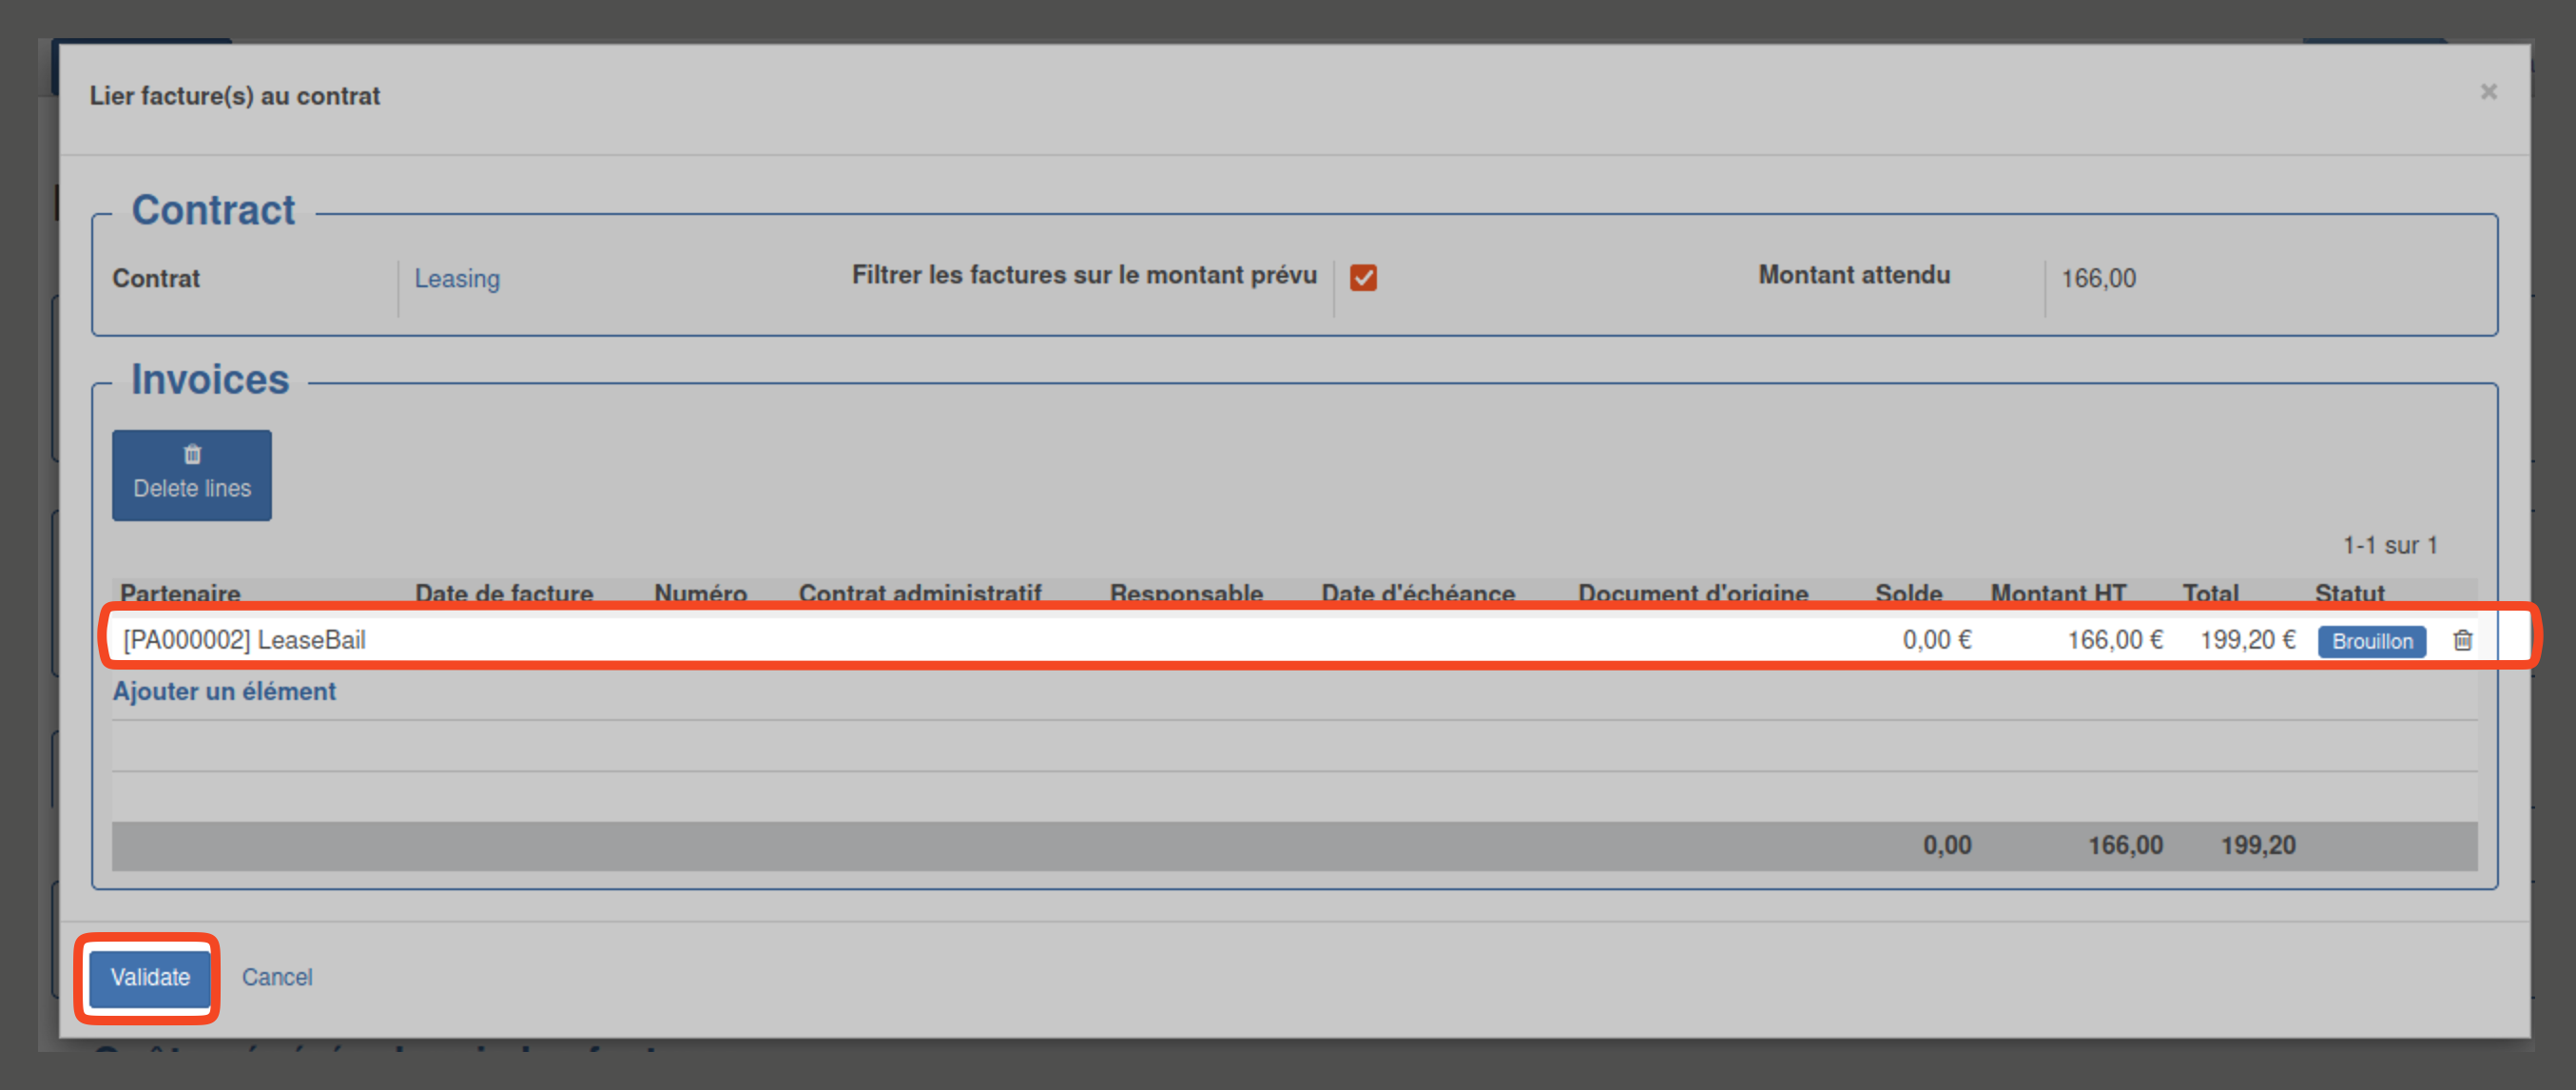 Lier facture(s) au contrat
×
Contract
Contrat Leasing Filtrer les factures sur le montant prévu Montant attendu 166,00
Invoices
Delete lines
1-1 sur 1
Partenaire Date de facture Numéro Contrat administratif Responsable Date d'échéance Document d'origine Solde Montant HT Total Statut
[PA000002] LeaseBail 0,00 € 166,00 € 199,20 € Brouillon
Ajouter un élément
0,00 166,00 199,20
Validate Cancel